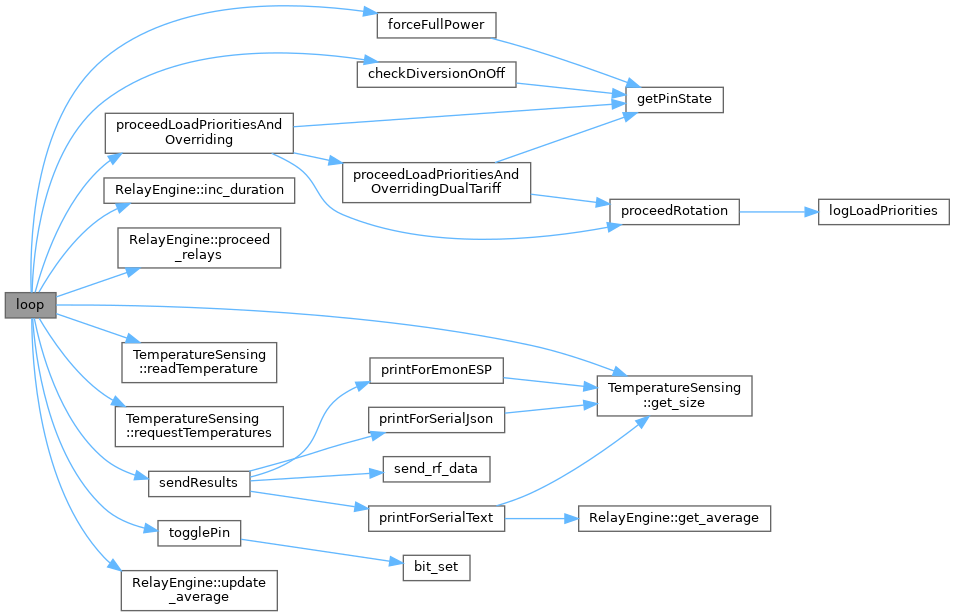 forceFullPower
checkDiversionOnOff
getPinState
proceedLoadPrioritiesAnd
Overriding
proceedLoadPrioritiesAnd
OverridingDualTariff
RelayEngine::inc_duration
proceedRotation
logLoadPriorities
RelayEngine::proceed
_relays
loop
TemperatureSensing
::readTemperature
printForEmonESP
TemperatureSensing
::get_size
TemperatureSensing
::requestTemperatures
printForSerialJson
send_rf_data
sendResults
printForSerialText
RelayEngine::get_average
togglePin
bit_set
RelayEngine::update
_average